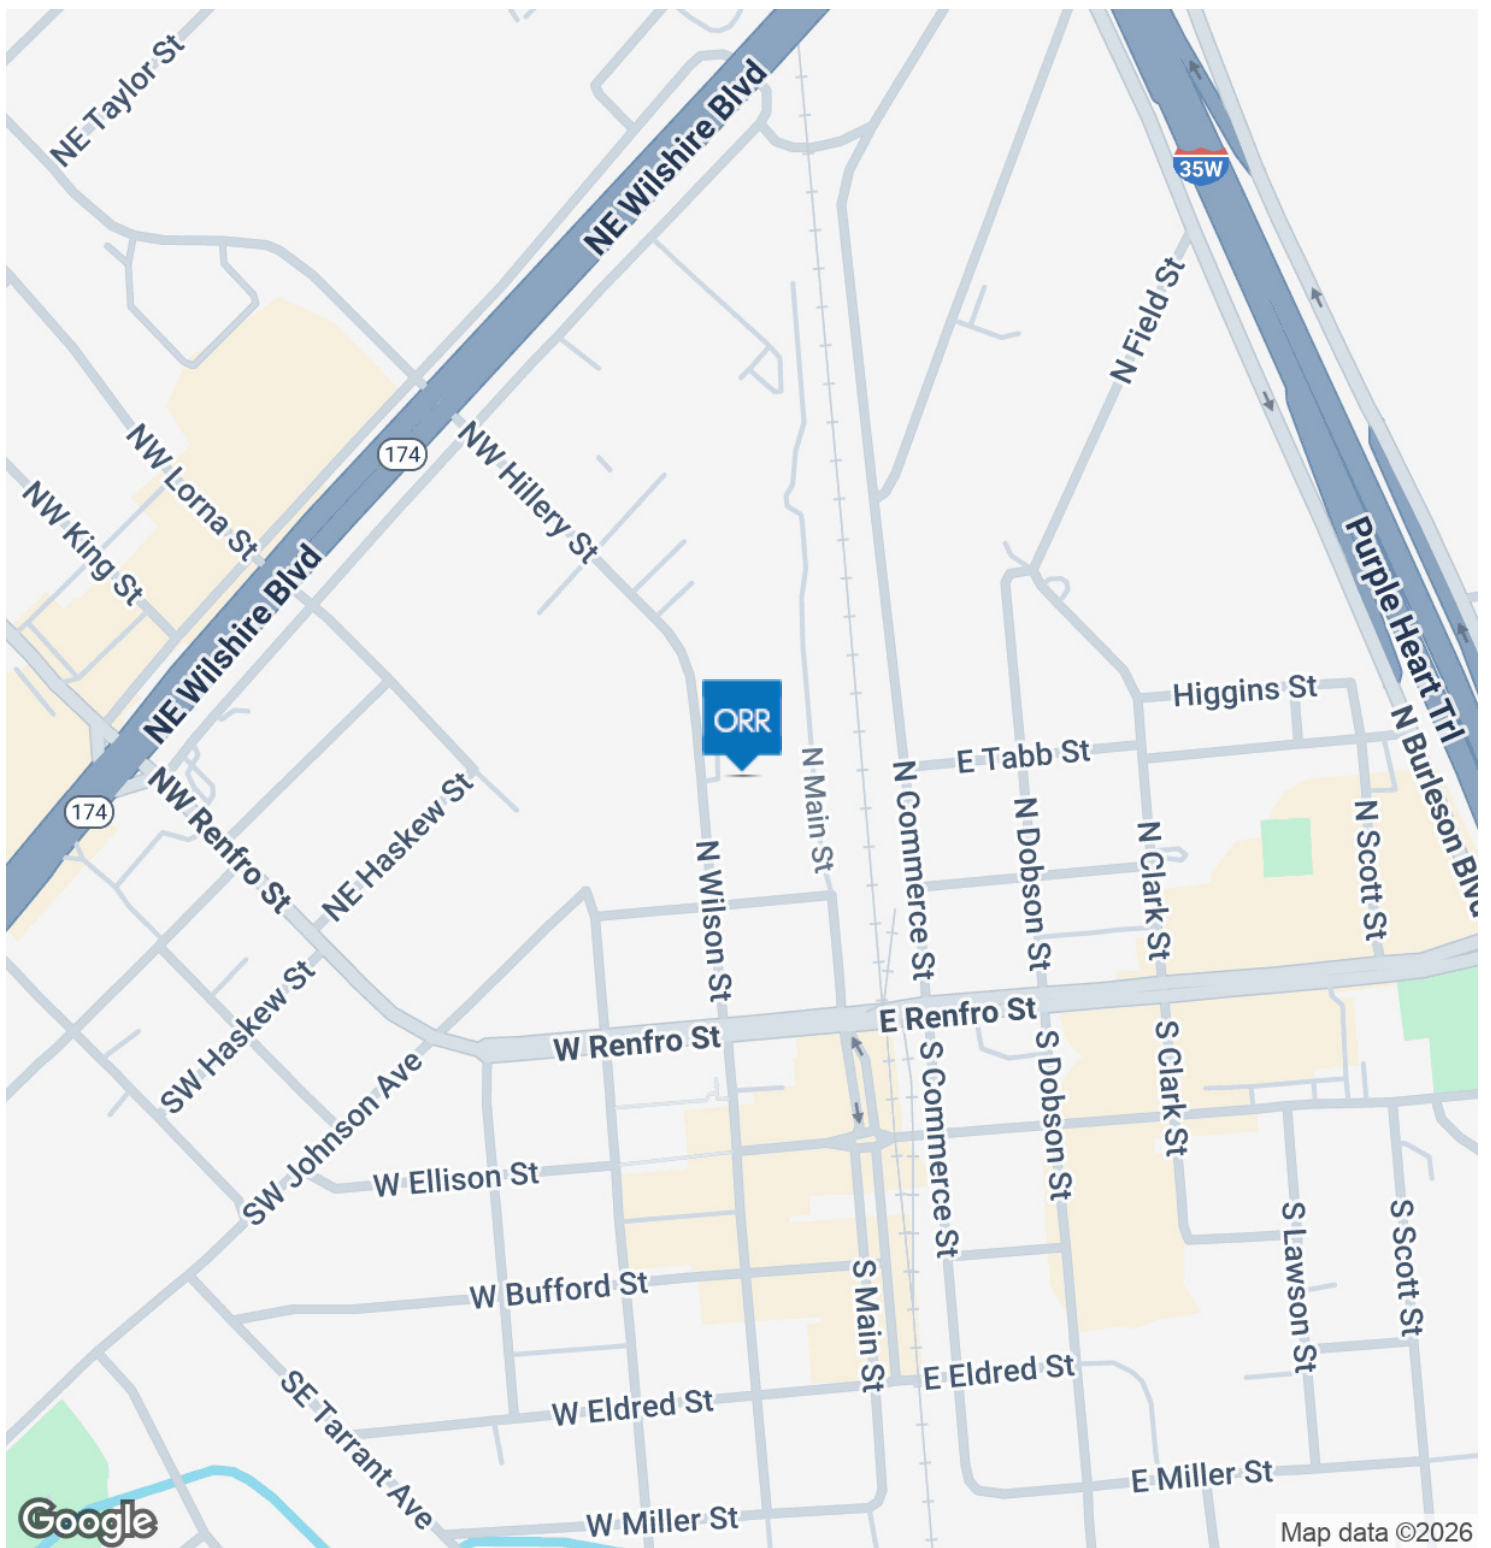 NE Taylor St
NE Wilshire Blvd
35W
N Field St
174
NW Hillery St
NW Lorna St
NW King St
NE Wilshire Blvd
Purple Heart Trl
Higgins St
ORR
E Tabb St
N Burleson Blvd
174
NW Renfro St
NE Haskew St
N Main St
N Commerce St
N Dobson St
N Clark St
N Scott St
N Wilson St
SW Haskew St
W Renfro St
E Renfro St
SW Johnson Ave
S Commerce St
S Dobson St
S Clark St
W Ellison St
S Lawson St
S Scott St
W Bufford St
S Main St
SE Tarrant Ave
W Eldred St
E Eldred St
E Miller St
W Miller St
Google
Map data ©2026